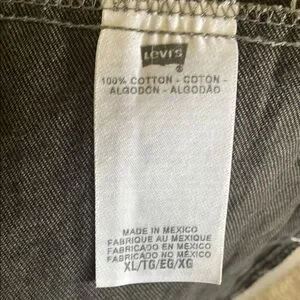 Levi's
®
100% COTTON - COTON -
ALGODÓN - ALGODÃO
MADE IN MEXICO
FABRIQUE AU MEXIQUE
FABRICADO EN MEXICO
FABRICADO NO MÉXICO
XL/TG/EG/XG